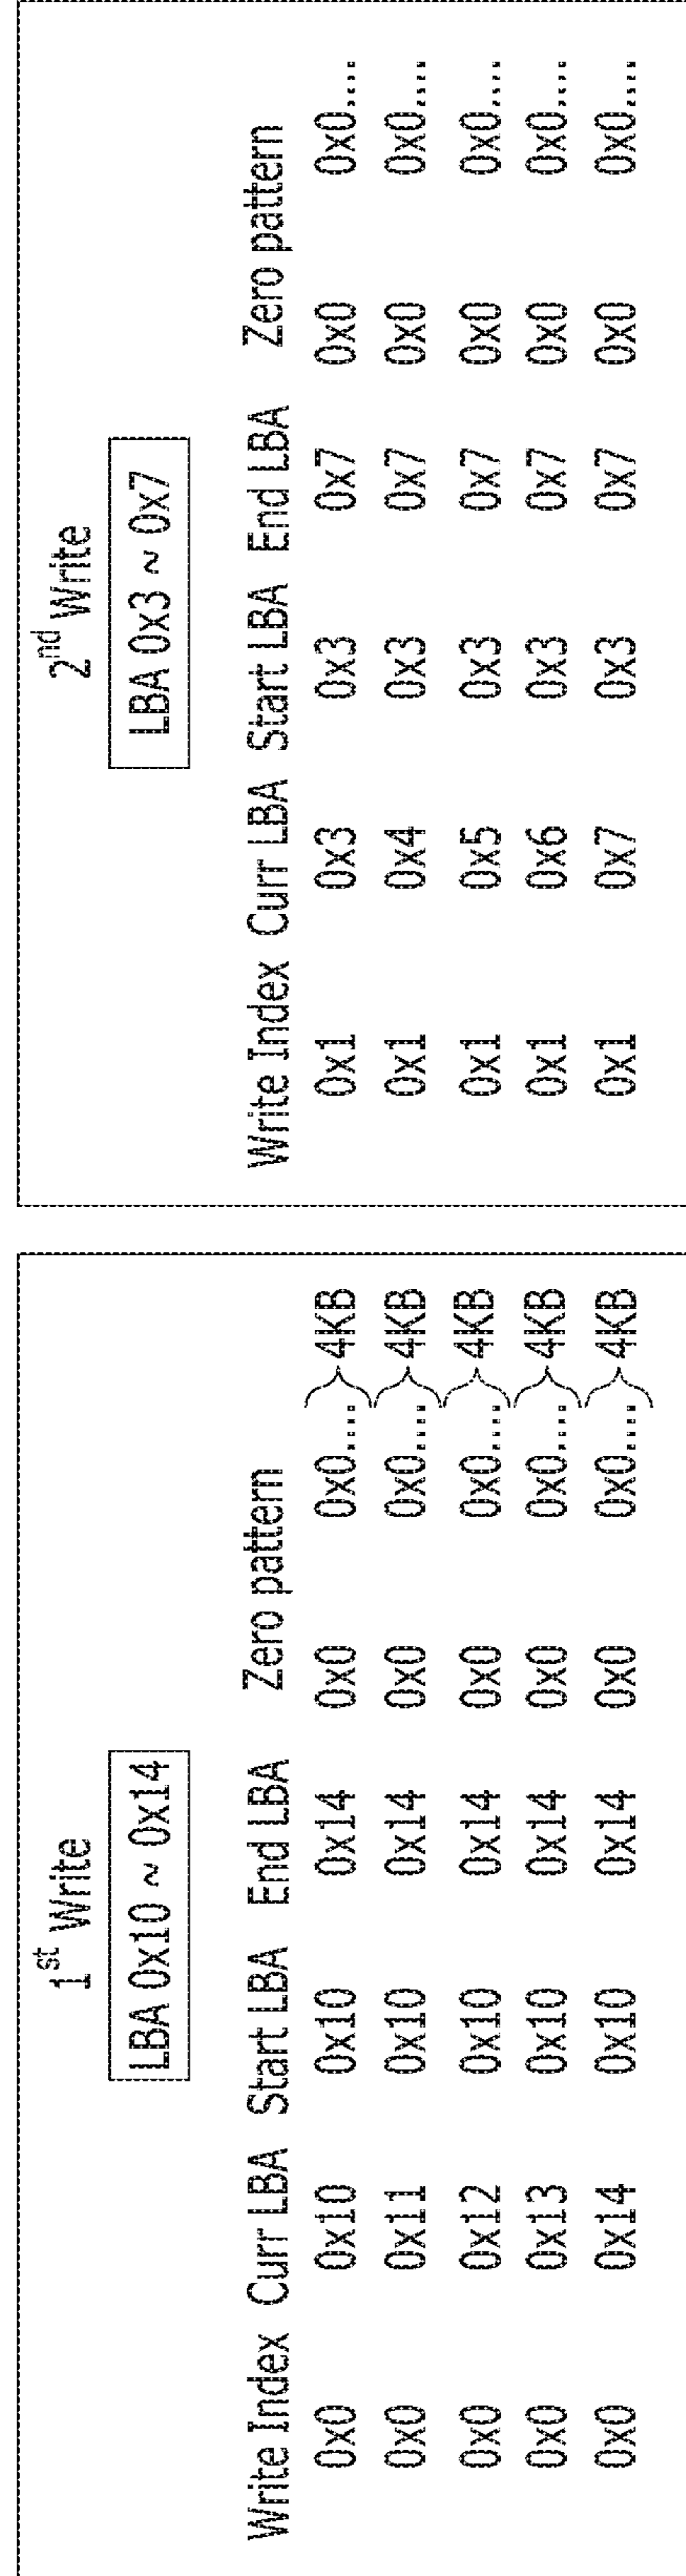 1st Write
LBA 0x10 ~ 0x14
Write Index Curr LBA Start LBA End LBA Zero pattern
0x0 0x10 0x10 0x14 0x0 0x0.... 4KB
0x0 0x11 0x10 0x14 0x0 0x0.... 4KB
0x0 0x12 0x10 0x14 0x0 0x0.... 4KB
0x0 0x13 0x10 0x14 0x0 0x0.... 4KB
0x0 0x14 0x10 0x14 0x0 0x0.... 4KB
2nd Write
LBA 0x3 ~ 0x7
Write Index Curr LBA Start LBA End LBA Zero pattern
0x1 0x3 0x3 0x7 0x0 0x0....
0x1 0x4 0x3 0x7 0x0 0x0....
0x1 0x5 0x3 0x7 0x0 0x0....
0x1 0x6 0x3 0x7 0x0 0x0....
0x1 0x7 0x3 0x7 0x0 0x0....